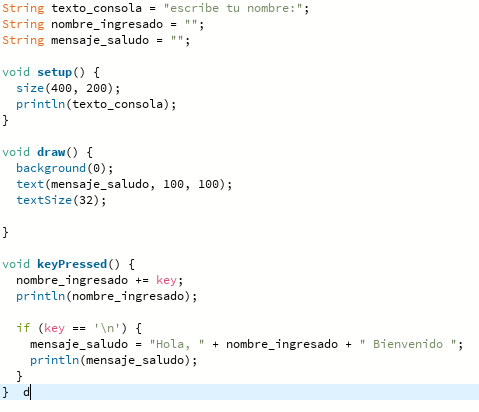 String texto_consola = "escribe tu nombre:";
String nombre_ingresado = "";
String mensaje_saludo = "";

void setup() {
  size(400, 200);
  println(texto_consola);
}

void draw() {
  background(0);
  text(mensaje_saludo, 100, 100);
  textSize(32);

}

void keyPressed() {
  nombre_ingresado += key;
  println(nombre_ingresado);

  if (key == '\n') {
    mensaje_saludo = "Hola, " + nombre_ingresado + " Bienvenido ";
    println(mensaje_saludo);
  }
}  d